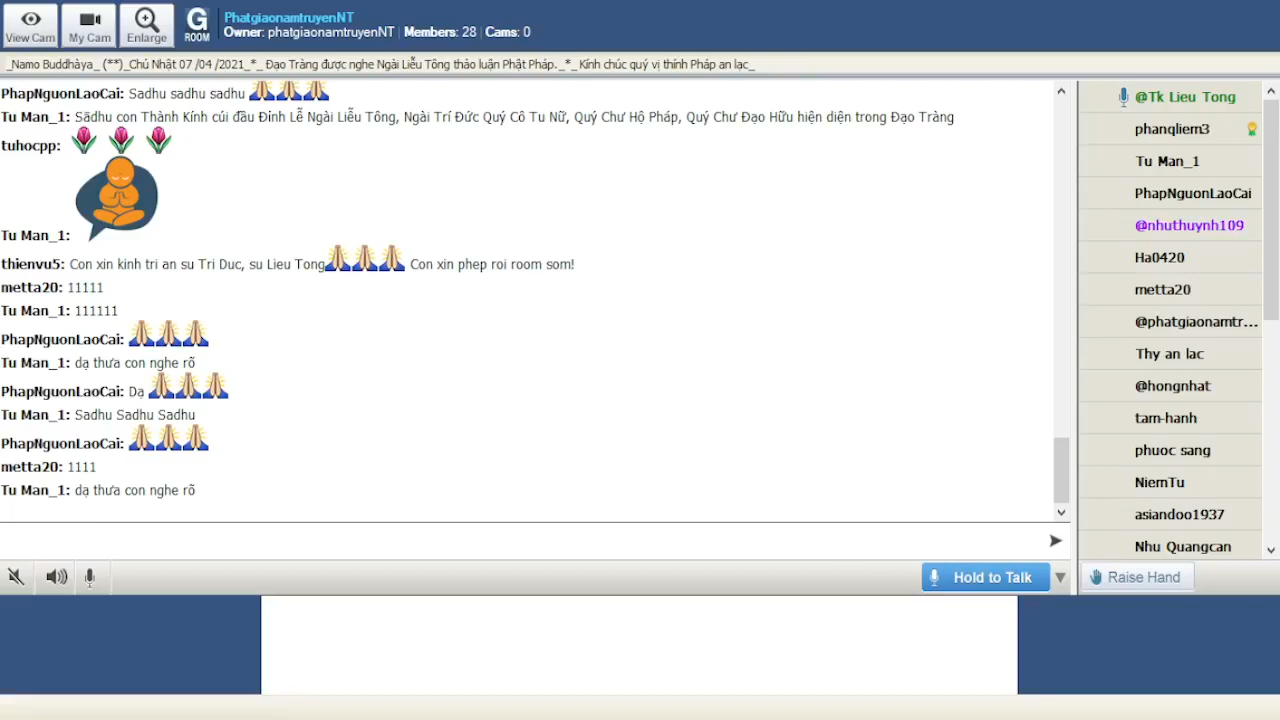 View Cam
My Cam
Enlarge
G
ROOM
PhatgiaonamtruyenNT
Owner: phatgiaonamtruyenNT | Members: 28 | Cams: 0
_Namo Buddhàya_ (**)_Chủ Nhật 07 /04 /2021_*_ Đạo Tràng được nghe Ngài Liễu Tông thảo luận Phật Pháp._*_ Kính chúc quý vị thính Pháp an lạc_
PhapNguonLaoCai: Sadhu sadhu sadhu
Tu Man_1: Sādhu con Thành Kính cúi đầu Đinh Lễ Ngài Liễu Tông, Ngài Trí Đức Quý Cô Tu Nữ, Quý Chư Hộ Pháp, Quý Chư Đạo Hữu hiện diện trong Đạo Tràng
tuhocpp:
Tu Man_1:
thienvu5: Con xin kinh tri an su Tri Duc, su Lieu Tong Con xin phep roi room som!
metta20: 11111
Tu Man_1: 111111
PhapNguonLaoCai:
Tu Man_1: dạ thưa con nghe rõ
PhapNguonLaoCai: Dạ
Tu Man_1: Sadhu Sadhu Sadhu
PhapNguonLaoCai:
metta20: 1111
Tu Man_1: dạ thưa con nghe rõ
Hold to Talk
@Tk Lieu Tong
phanqliem3
Tu Man_1
PhapNguonLaoCai
@nhuthuynh109
Ha0420
metta20
@phatgiaonamtr...
Thy an lac
@hongnhat
tam-hanh
phuoc sang
NiemTu
asiandoo1937
Nhu Quangcan
Raise Hand